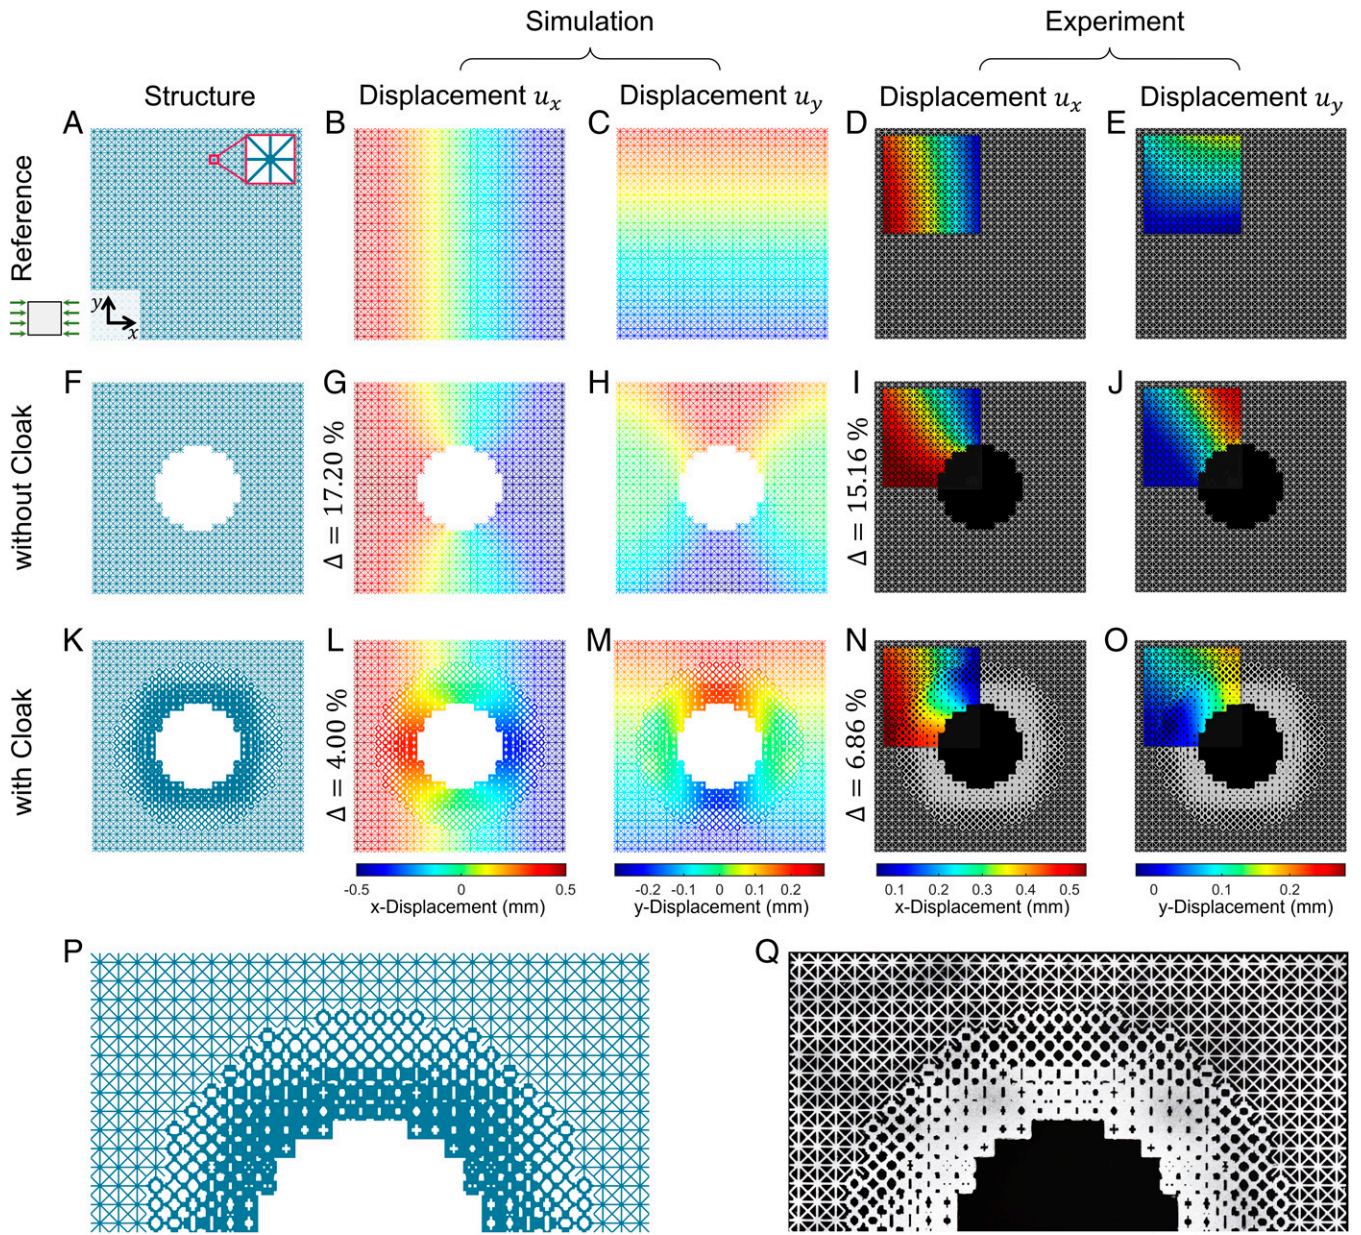 Simulation
Experiment
Structure
Displacement uₓ
Displacement u_y
Displacement uₓ
Displacement u_y
Reference
A
B
C
D
E
y
x
without Cloak
F
G
Δ = 17.20 %
H
I
Δ = 15.16 %
J
with Cloak
K
L
Δ = 4.00 %
M
N
Δ = 6.86 %
O
-0.5 0 0.5
x-Displacement (mm)
-0.2 -0.1 0 0.1 0.2
y-Displacement (mm)
0.1 0.2 0.3 0.4 0.5
x-Displacement (mm)
0 0.1 0.2
y-Displacement (mm)
P
Q